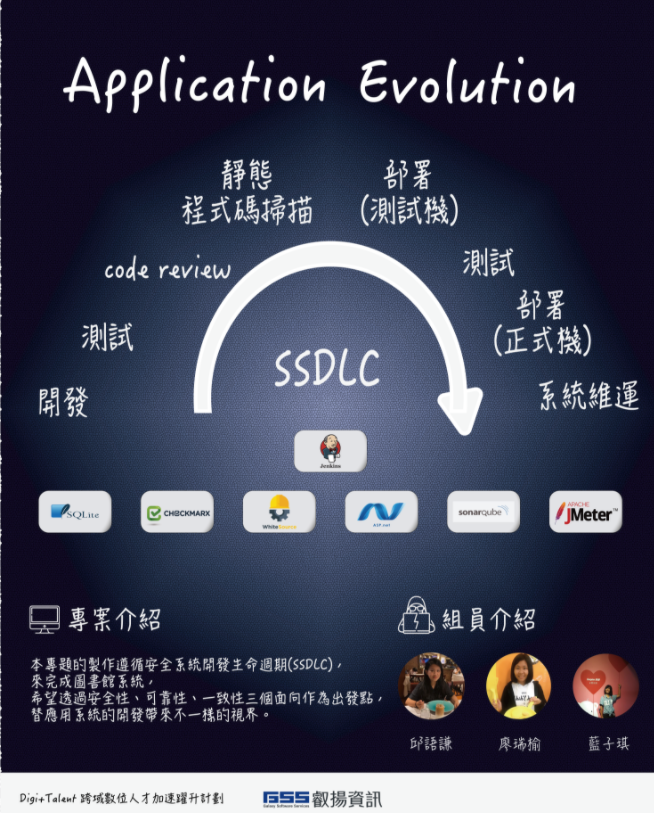 Application Evolution
靜態
程式碼掃描
部署
(測試機)
code review
測試
測試
部署
(正式機)
開發
SSDLC
系統維運
Jenkins
SQLite
CHECKMARX
WhiteSource
ASP.net
sonarqube
APACHE
JMeter™
專案介紹
組員介紹
本專題的製作遵循安全系統開發生命週期(SSDLC),
來完成圖書館系統,
希望透過安全性、可靠性、一致性三個面向作為出發點,
替應用系統的開發帶來不一樣的視界。
邱語謙
廖瑞榆
藍子琪
Digi+Talent 跨域數位人才加速躍升計劃
GSS 叡揚資訊
Galaxy Software Services